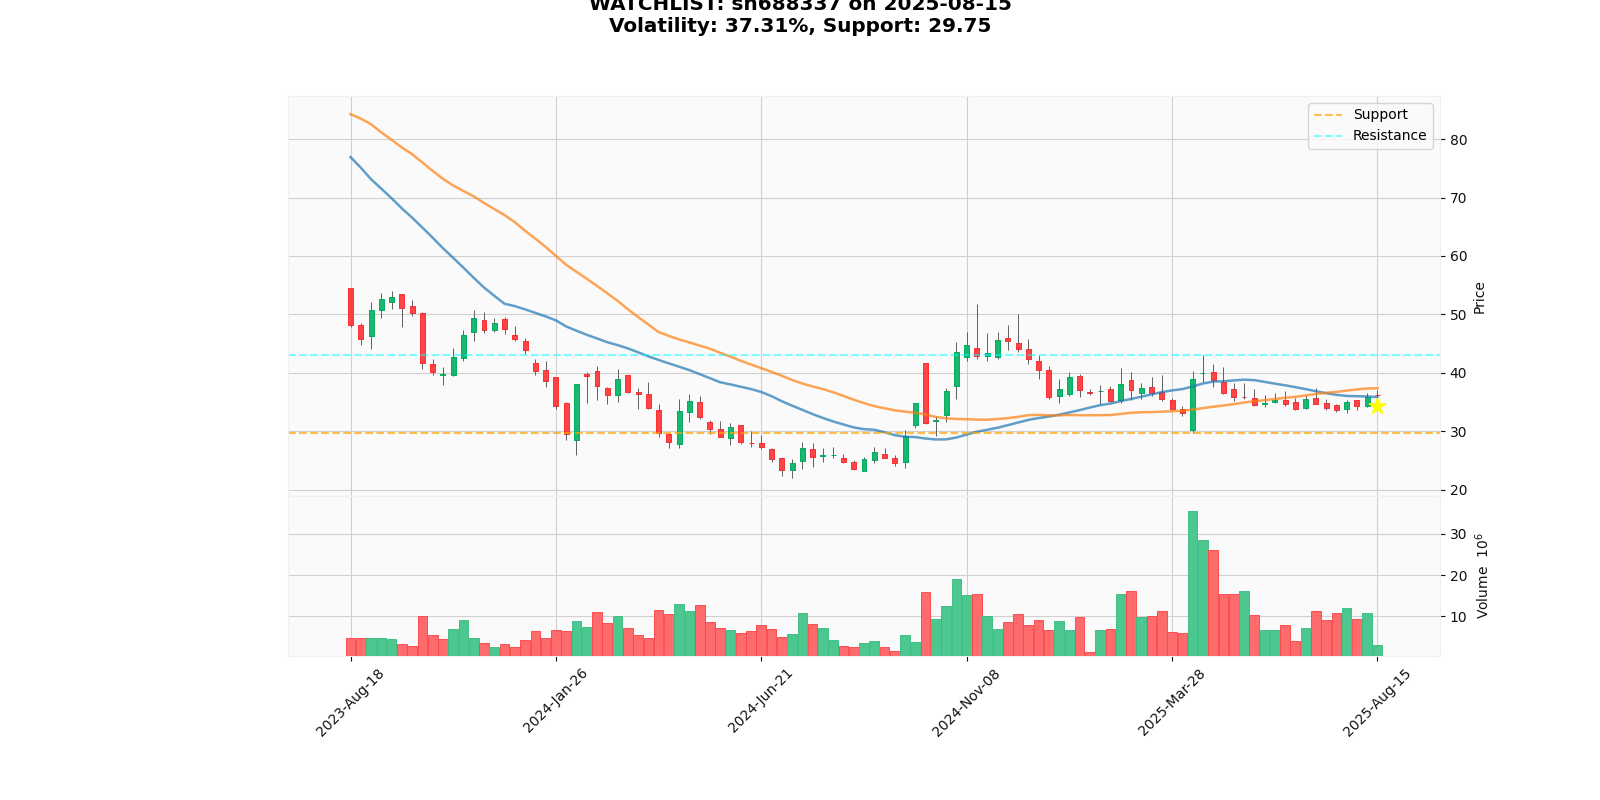 WATCHLIST: sh688337 on 2025-08-15
Volatility: 37.31%, Support: 29.75
Support
Resistance
80
70
60
50
40
30
20
Price
30
20
10
Volume 10^6
2023-Aug-18
2024-Jan-26
2024-Jun-21
2024-Nov-08
2025-Mar-28
2025-Aug-15